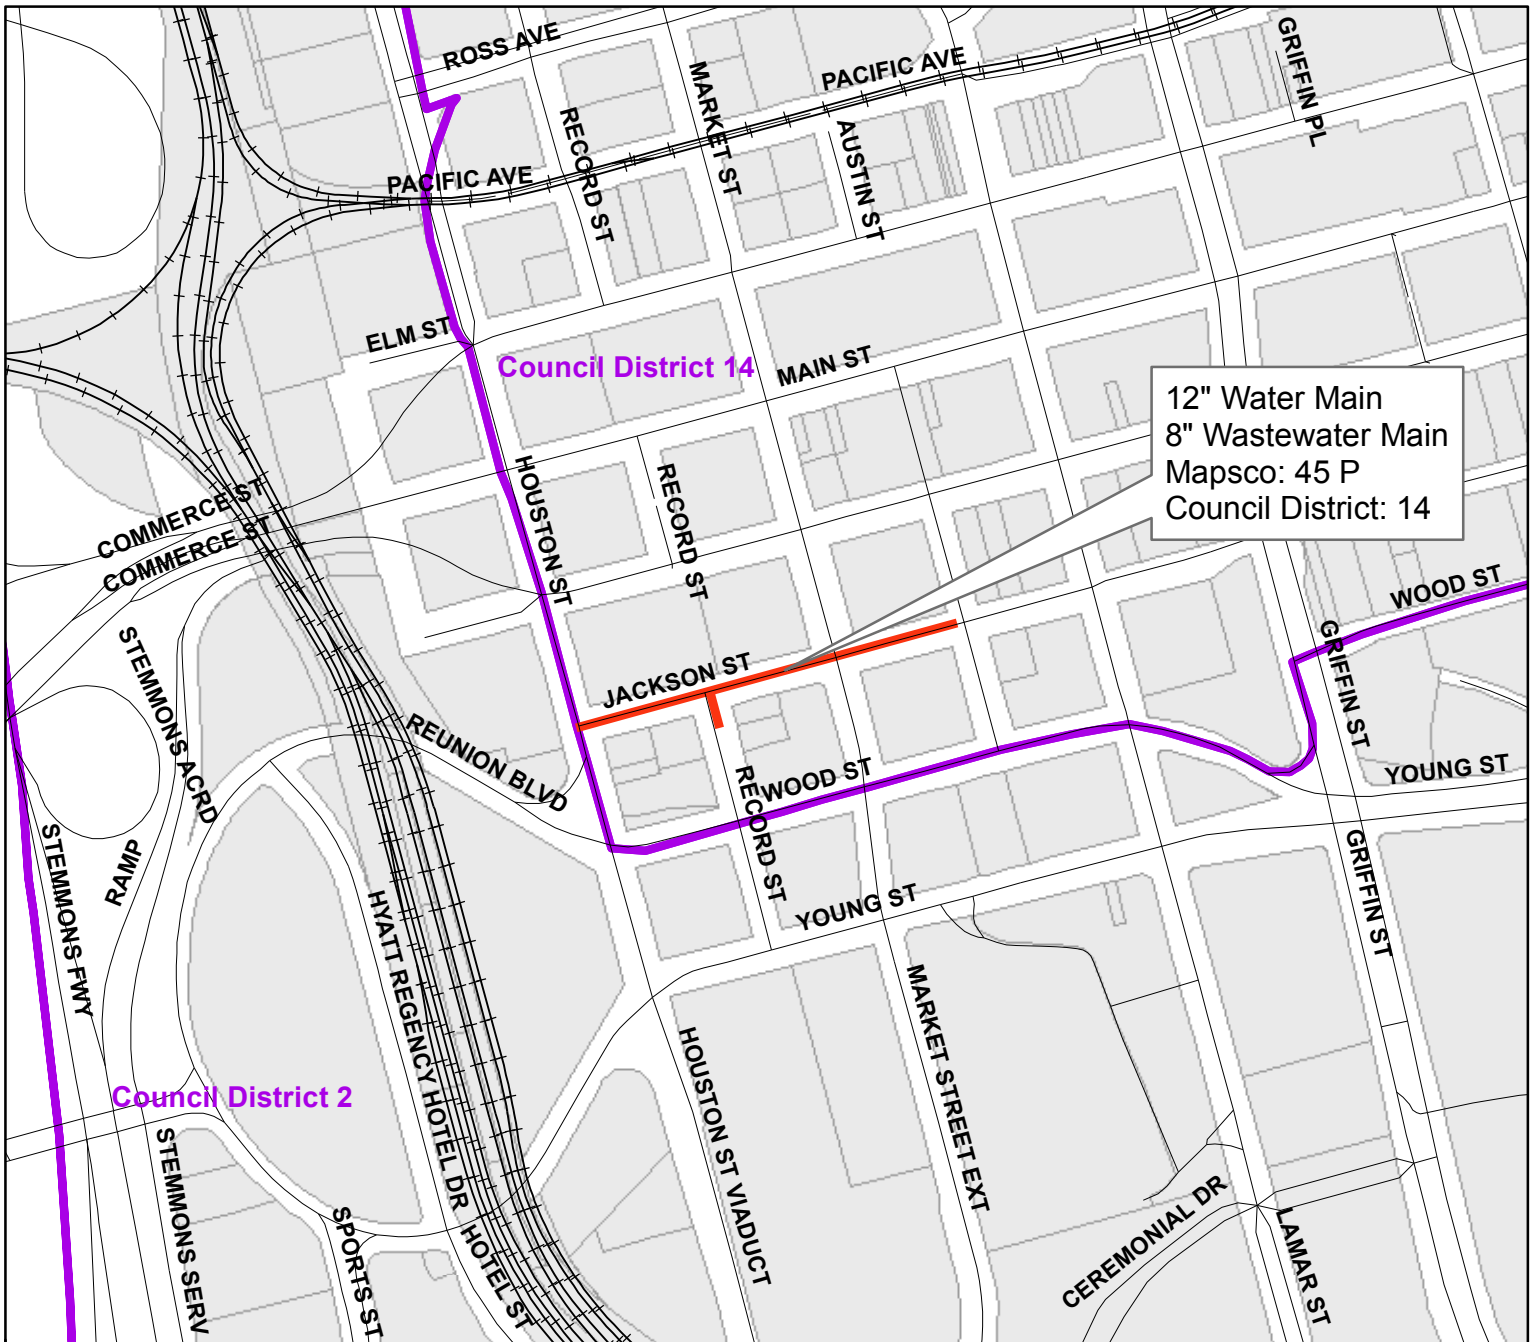 ROSS AVE
PACIFIC AVE
GRIFFIN PL
MARKET ST
RECORD ST
AUSTIN ST
PACIFIC AVE
ELM ST
Council District 14
MAIN ST
12" Water Main
8" Wastewater Main
Mapsco: 45 P
Council District: 14
HOUSTON ST
RECORD ST
COMMERCE ST
COMMERCE ST
WOOD ST
STEMMONS ACRD
JACKSON ST
GRIFFIN ST
REUNION BLVD
WOOD ST
RECORD ST
YOUNG ST
STEMMONS FWY
RAMP
GRIFFIN ST
HYATT REGENCY HOTEL DR
YOUNG ST
MARKET STREET EXT
HOUSTON ST VIADUCT
Council District 2
STEMMONS SERV
SPORTS ST
HOTEL ST
CEREMONIAL DR
LAMAR ST